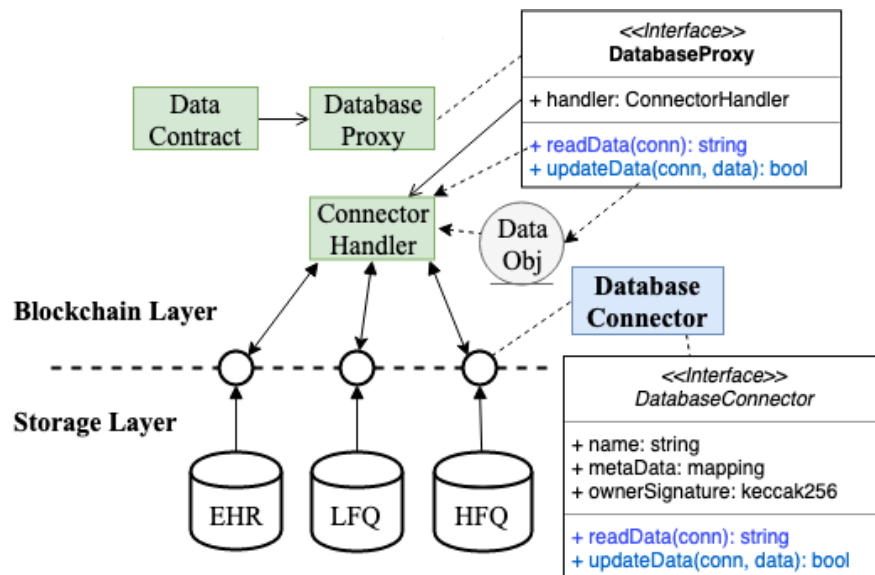 <<Interface>>
DatabaseProxy
+ handler: ConnectorHandler
+ readData(conn): string
+ updateData(conn, data): bool
Data
Contract
Database
Proxy
Connector
Handler
Data
Obj
Database
Connector
Blockchain Layer
Storage Layer
<<Interface>>
DatabaseConnector
+ name: string
+ metaData: mapping
+ ownerSignature: keccak256
+ readData(conn): string
+ updateData(conn, data): bool
EHR
LFQ
HFQ